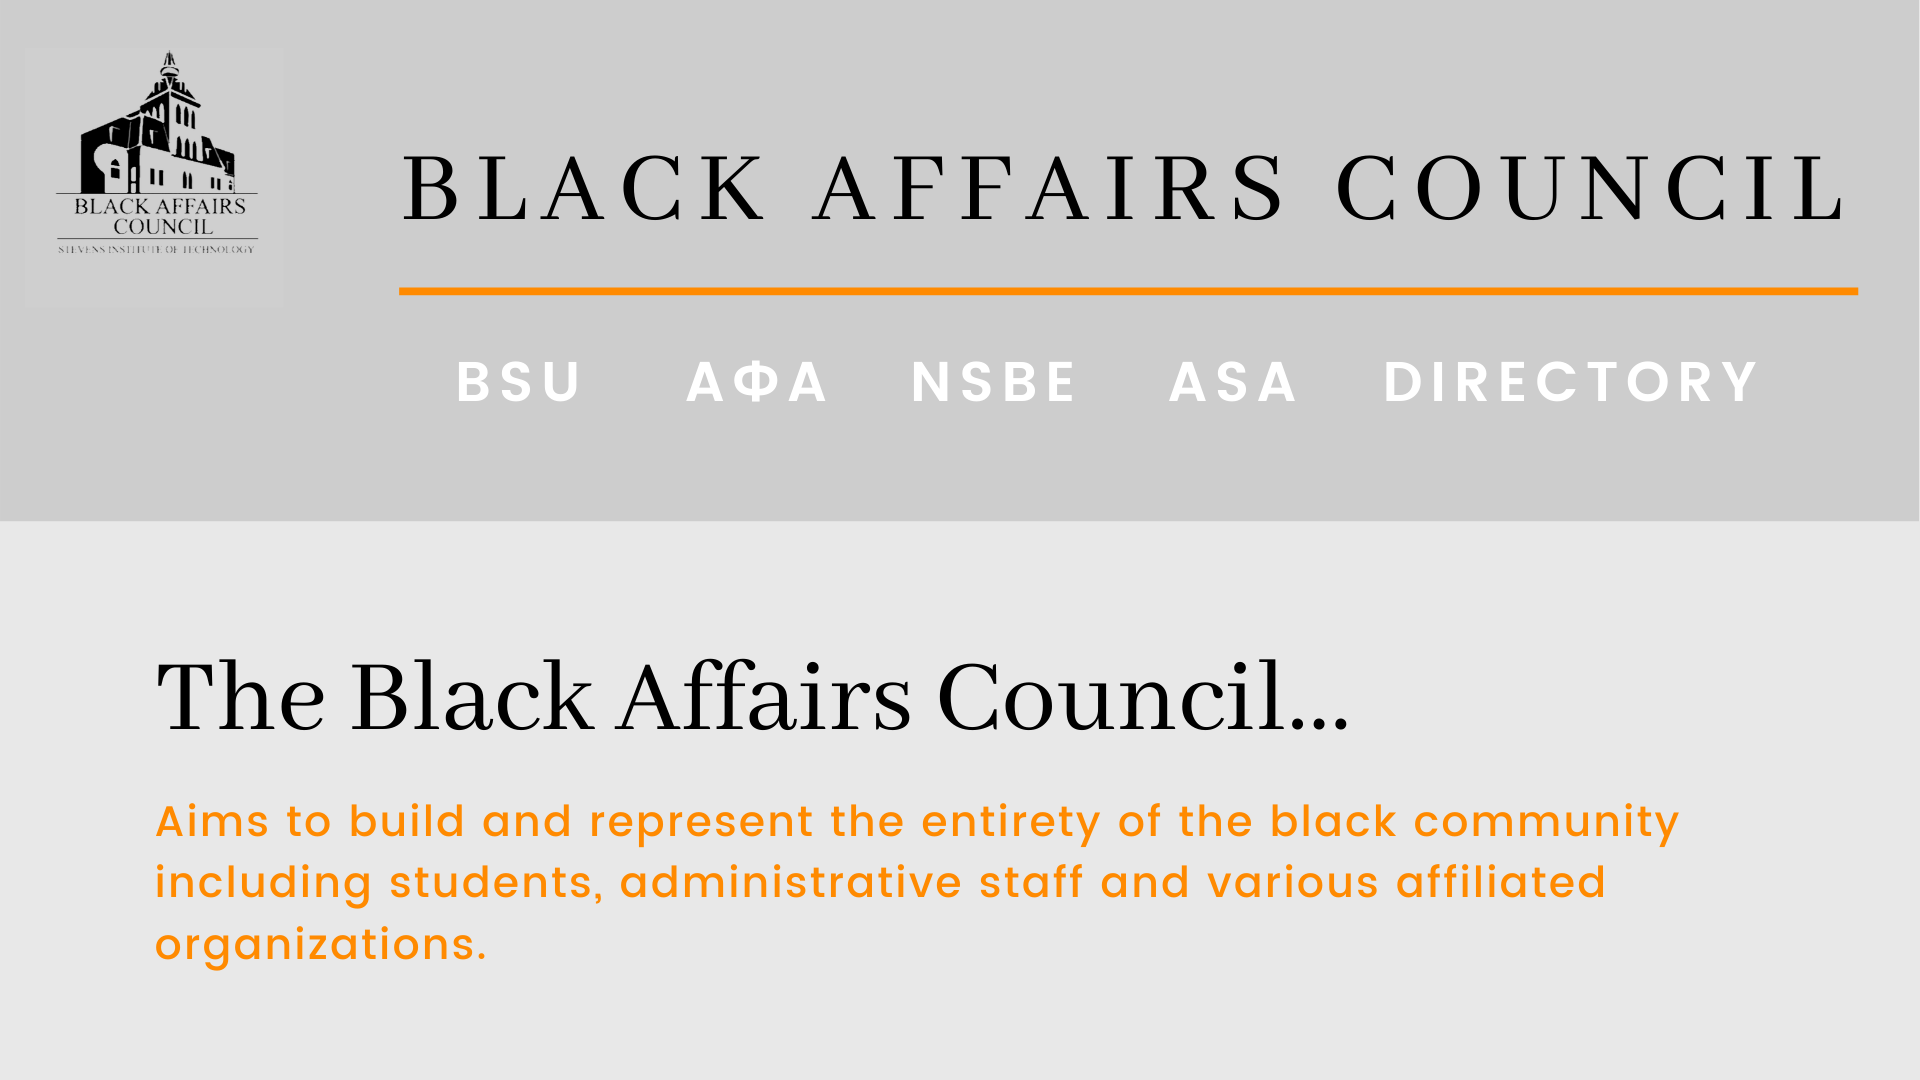 BLACK AFFAIRS
COUNCIL
STEVENS INSTITUTE OF TECHNOLOGY
BLACK AFFAIRS COUNCIL
BSU ΑΦΑ NSBE ASA DIRECTORY
The Black Affairs Council...
Aims to build and represent the entirety of the black community
including students, administrative staff and various affiliated
organizations.